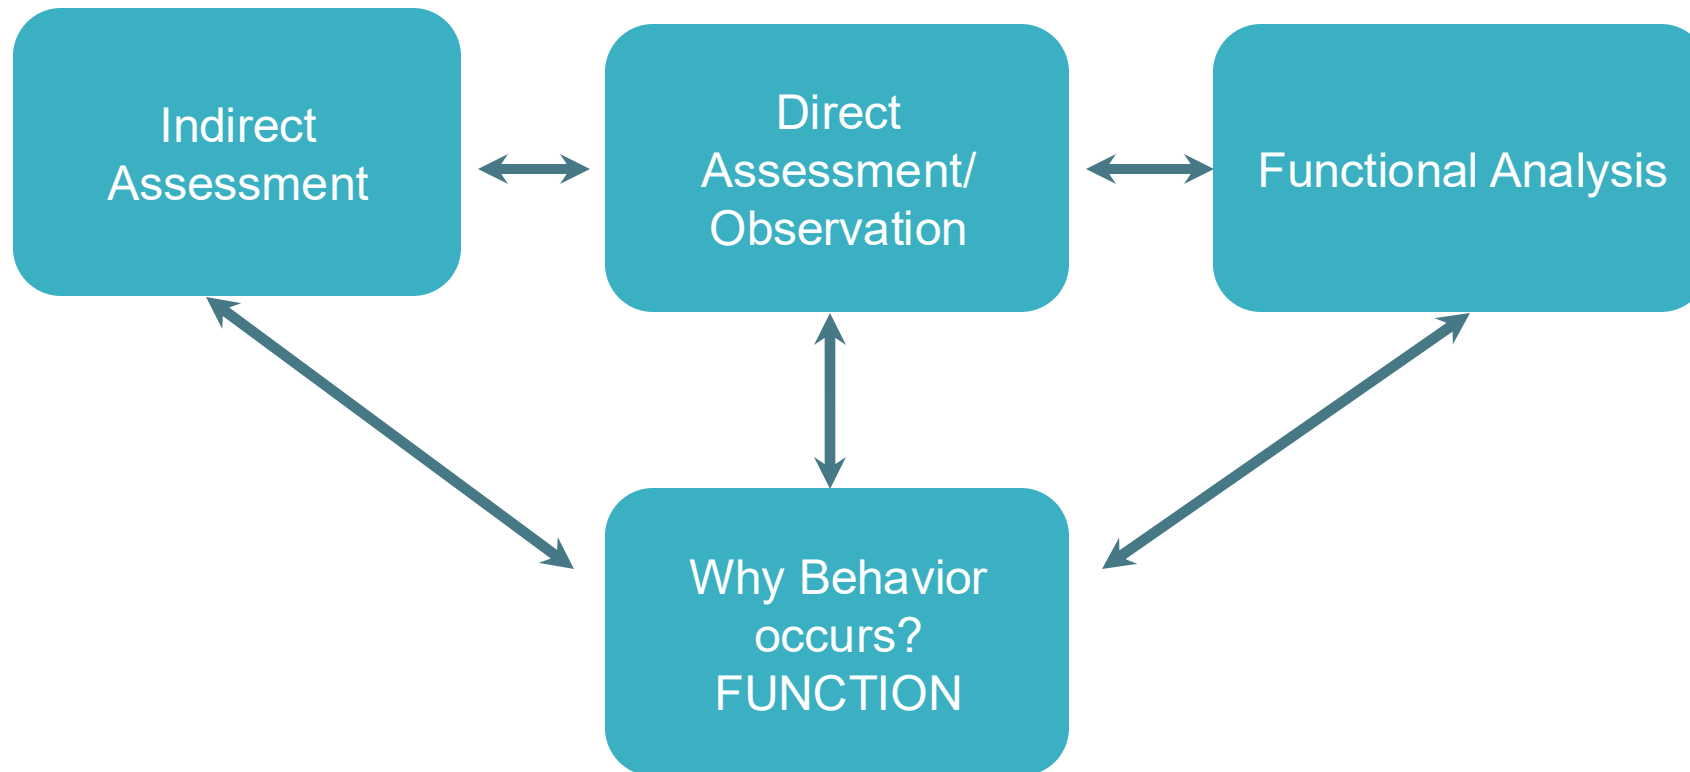 Indirect
Assessment
Direct
Assessment/
Observation
Functional Analysis
Why Behavior
occurs?
FUNCTION